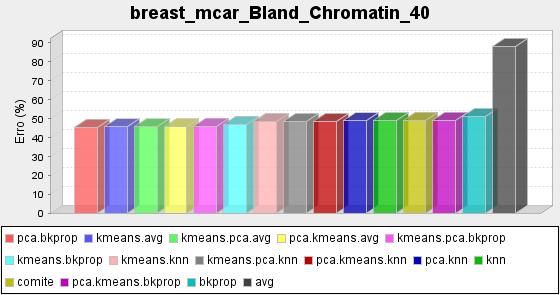 breast_mcar_Bland_Chromatin_40
Erro (%)
90
80
70
60
50
40
30
20
10
0
pca.bkprop kmeans.avg kmeans.pca.avg pca.kmeans.avg kmeans.pca.bkprop
kmeans.bkprop kmeans.knn kmeans.pca.knn pca.kmeans.knn pca.knn knn
comite pca.kmeans.bkprop bkprop avg